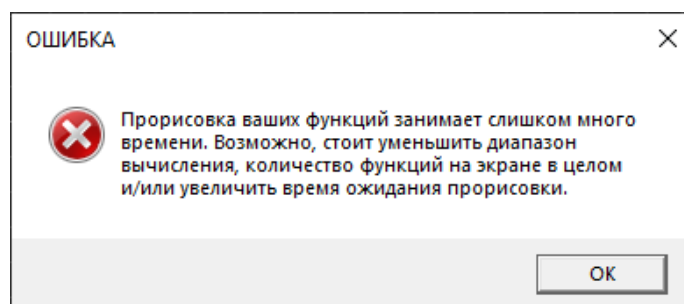 ОШИБКА
Прорисовка ваших функций занимает слишком много
времени. Возможно, стоит уменьшить диапазон
вычисления, количество функций на экране в целом
и/или увеличить время ожидания прорисовки.
ОК